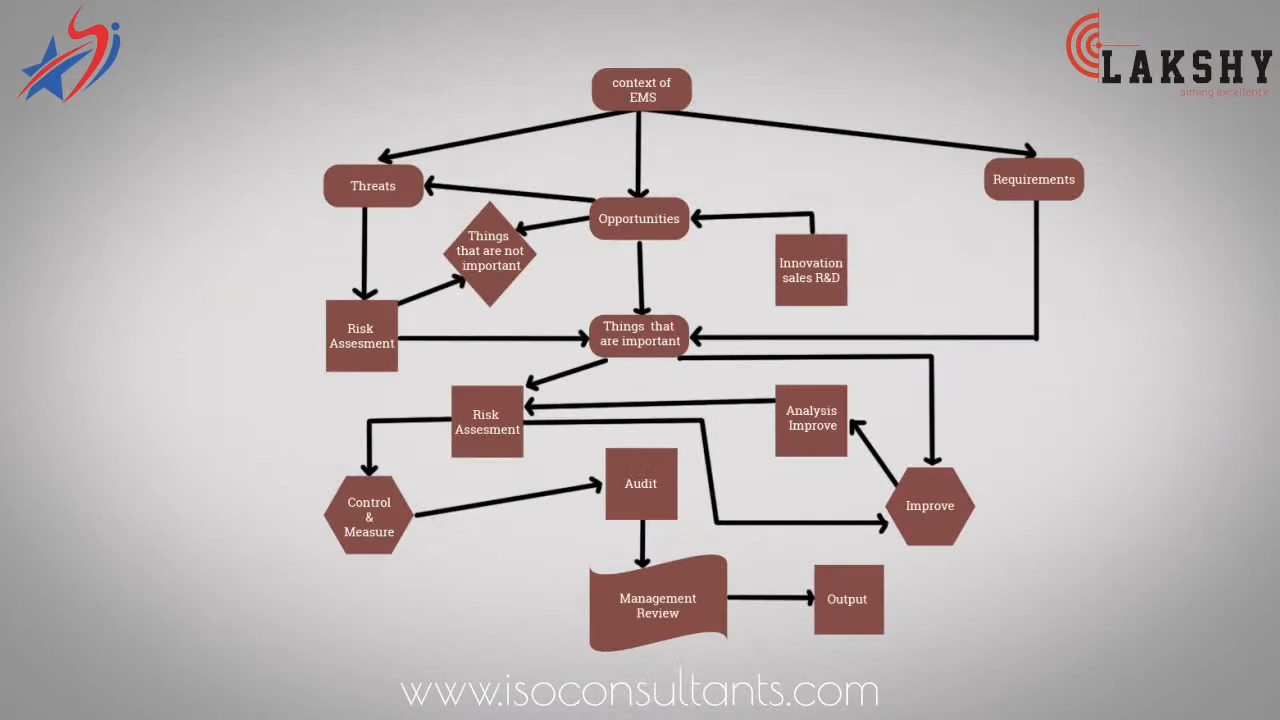 LAKSHY
aiming excellence
context of
EMS
Threats
Requirements
Opportunities
Things
that are not
important
Innovation
sales R&D
Risk
Assesment
Things that
are important
Risk
Assesment
Analysis
Improve
Audit
Control
&
Measure
Improve
Management
Review
Output
www.isoconsultants.com